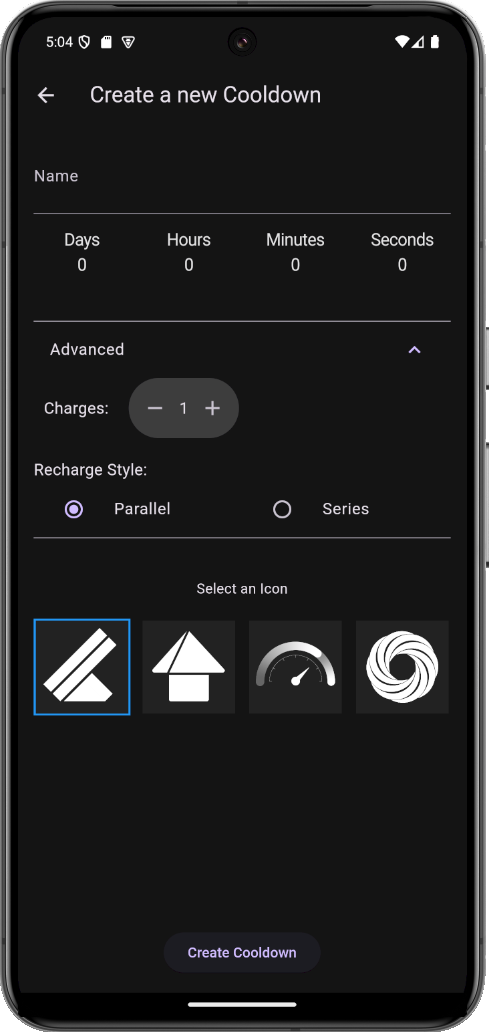 5:04
Create a new Cooldown
Name
Days Hours Minutes Seconds
0 0 0 0
Advanced
Charges: 1
Recharge Style:
Parallel Series
Select an Icon
Create Cooldown